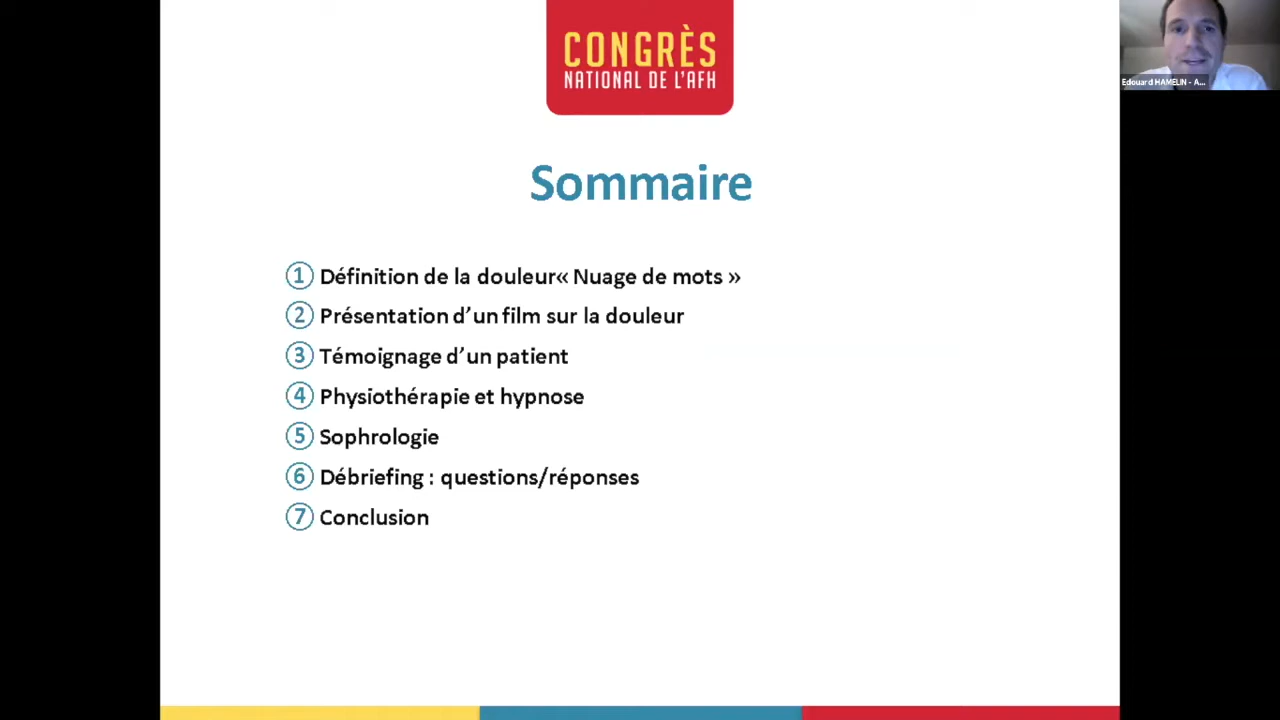 CONGRÈS
NATIONAL DE L'AFH
Edouard HAMELIN - A...
Sommaire
① Définition de la douleur« Nuage de mots »
② Présentation d’un film sur la douleur
③ Témoignage d’un patient
④ Physiothérapie et hypnose
⑤ Sophrologie
⑥ Débriefing : questions/réponses
⑦ Conclusion